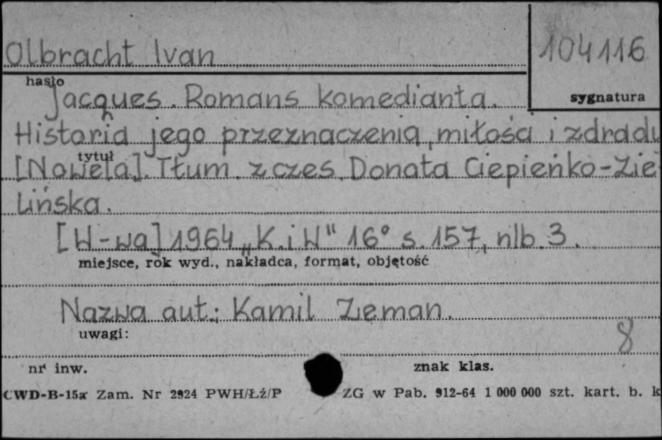 Olbracht Ivan
104116
hasło
sygnatura
Jacques. Romans komedianta.
Historia jego przeznaczenia, miłości i zdrady
tytuł
[Nowela]. Tłum. z czes. Donata Ciepieńko-Zie-
lińska.
[W-wa] 1964 „K.i W" 16° s. 157, nlb. 3.
miejsce, rok wyd., nakładca, format, objętość
Nazwa aut.: Kamil Zeman.
uwagi:
8
nr inw.
znak klas.
CWD-B-15a Zam. Nr 2924 PWH/Łź/P ZG w Pab. 912-64 1 000 000 szt. kart. b. k